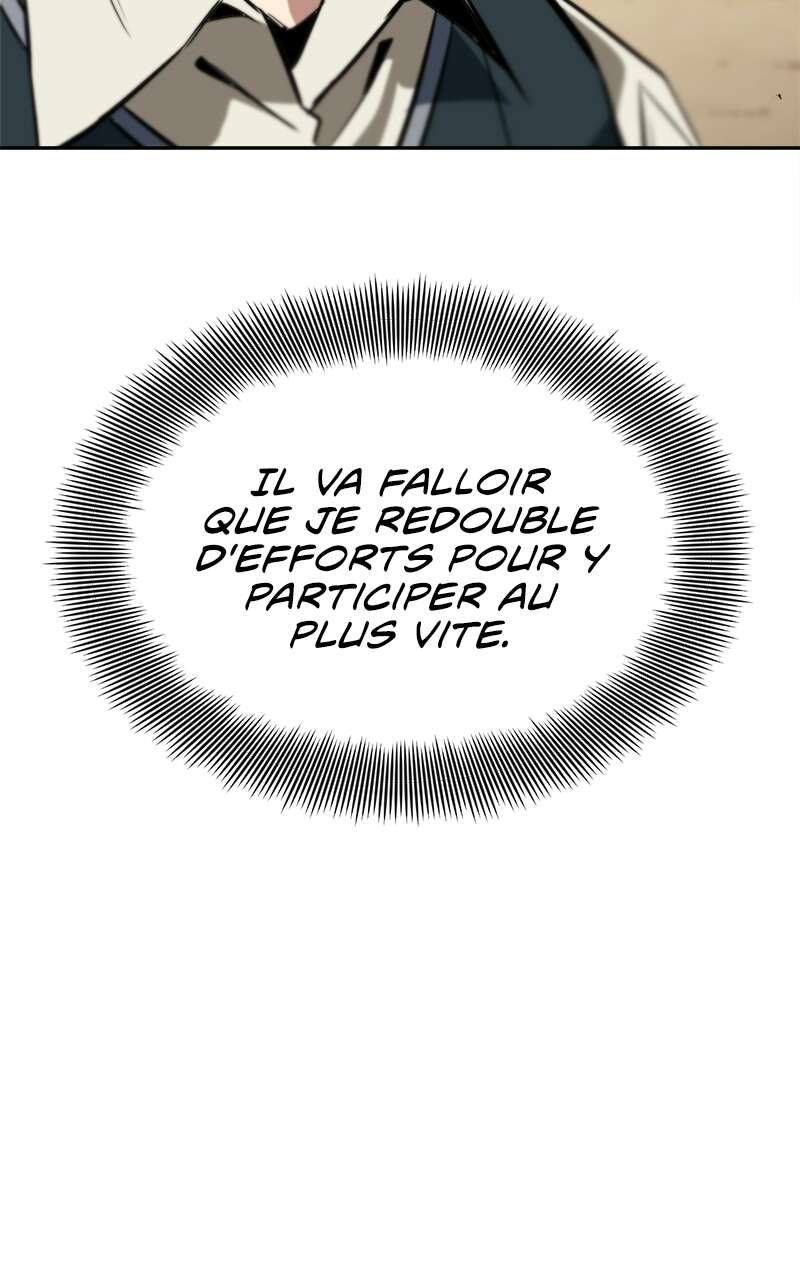 IL VA FALLOIR
QUE JE REDOUBLE
D'EFFORTS POUR Y
PARTICIPER AU
PLUS VITE.